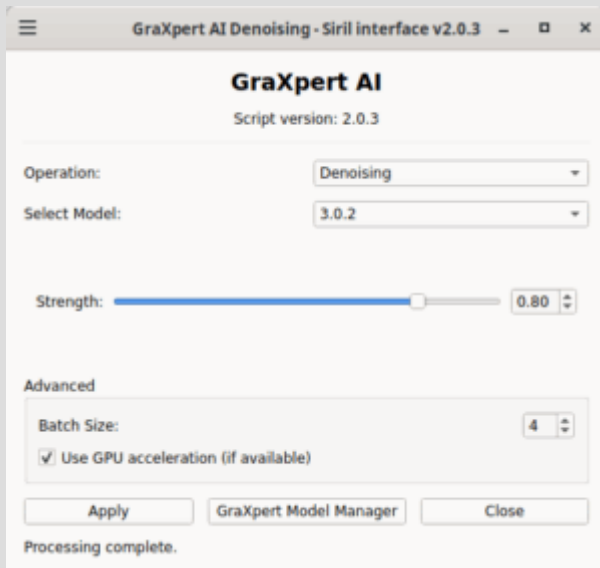 GraXpert AI Denoising - Siril interface v2.0.3
GraXpert AI
Script version: 2.0.3
Operation: Denoising
Select Model: 3.0.2
Strength: 0.80
Advanced
Batch Size: 4
Use GPU acceleration (if available)
Apply GraXpert Model Manager Close
Processing complete.